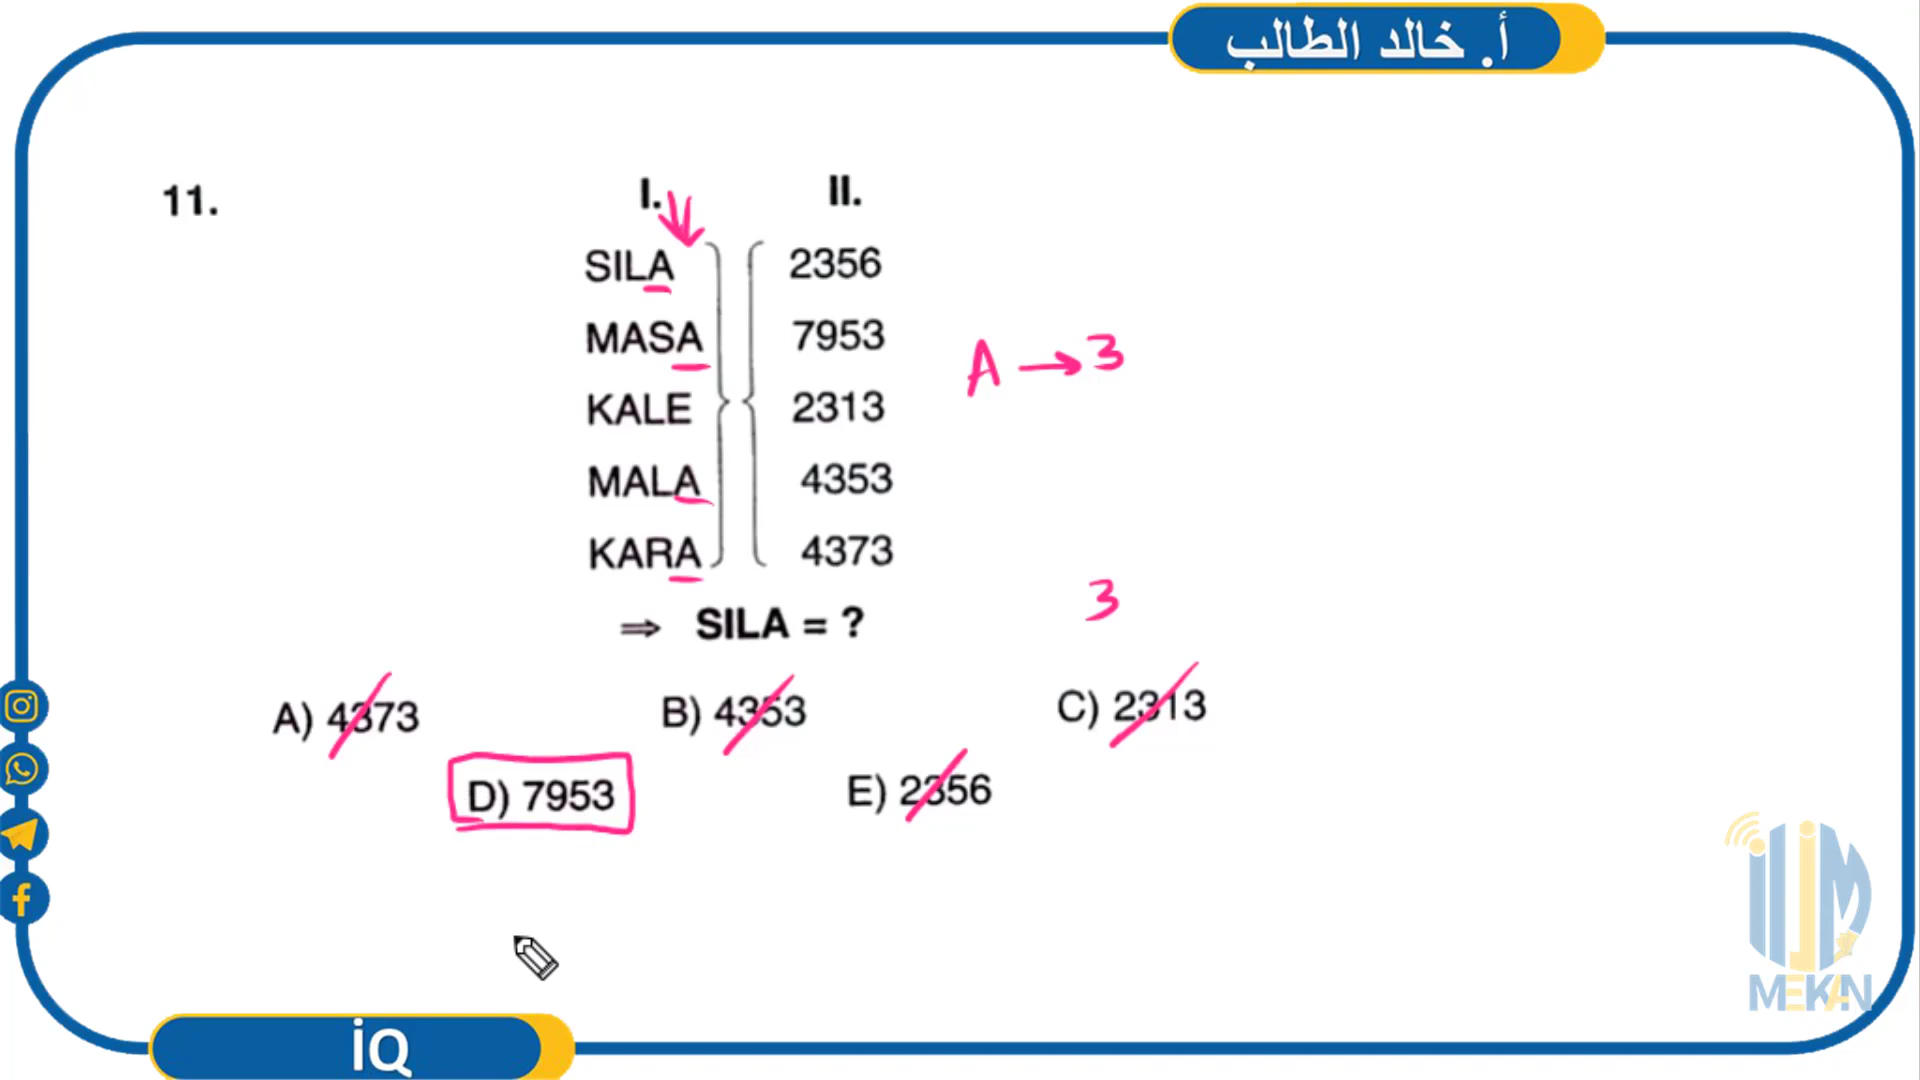 أ. خالد الطالب
11.
I. II.
SILA 2356
MASA 7953
A → 3
KALE 2313
MALA 4353
KARA 4373
3
⇒ SILA = ?
A) 4373 B) 4353 C) 2313
D) 7953 E) 2356
MEKAN
İQ